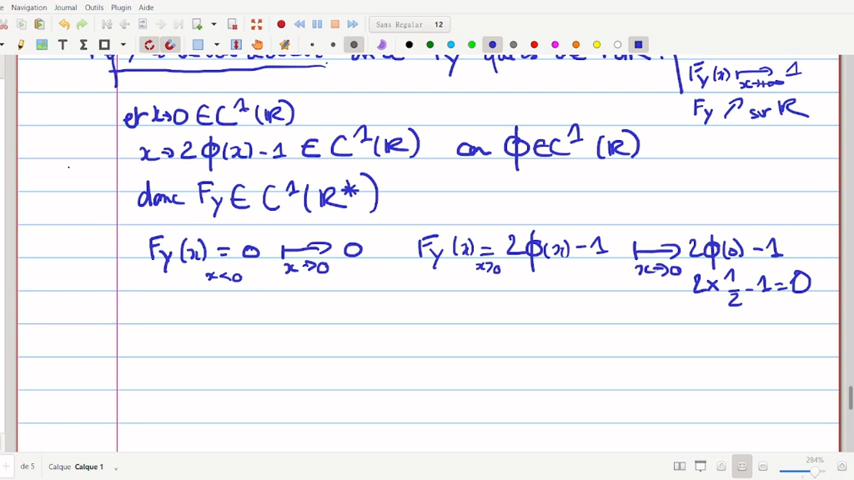 Navigation Journal Outils Plugin Aide
Sans Regular 12
F_y(x) ⟼ 1
x→+∞
F_y ↗ sur ℝ
et x→0 ∈ C¹(ℝ)
x→2ϕ(x)-1 ∈ C¹(ℝ) car ϕ∈C¹(ℝ)
donc F_y ∈ C¹(ℝ*)
F_y(x) = 0 ⟼ 0 F_y(x) = 2ϕ(x)-1 ⟼ 2ϕ(0)-1
x<0 x→0 x>0 x→0 2×1/2-1=0
de 5 Calque Calque 1 284%